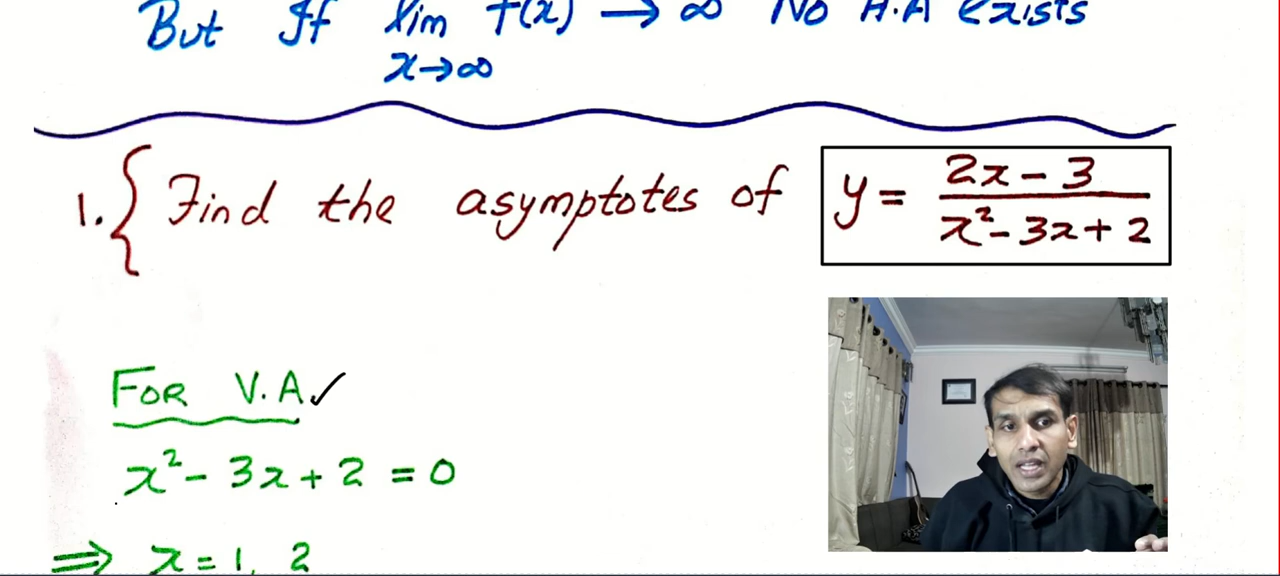 But If lim f(x) → ∞ No H.A exists
x→∞
1. { Find the asymptotes of y = 2x - 3 / x² - 3x + 2
FOR V.A ✓
x² - 3x + 2 = 0
⇒ x = 1, 2